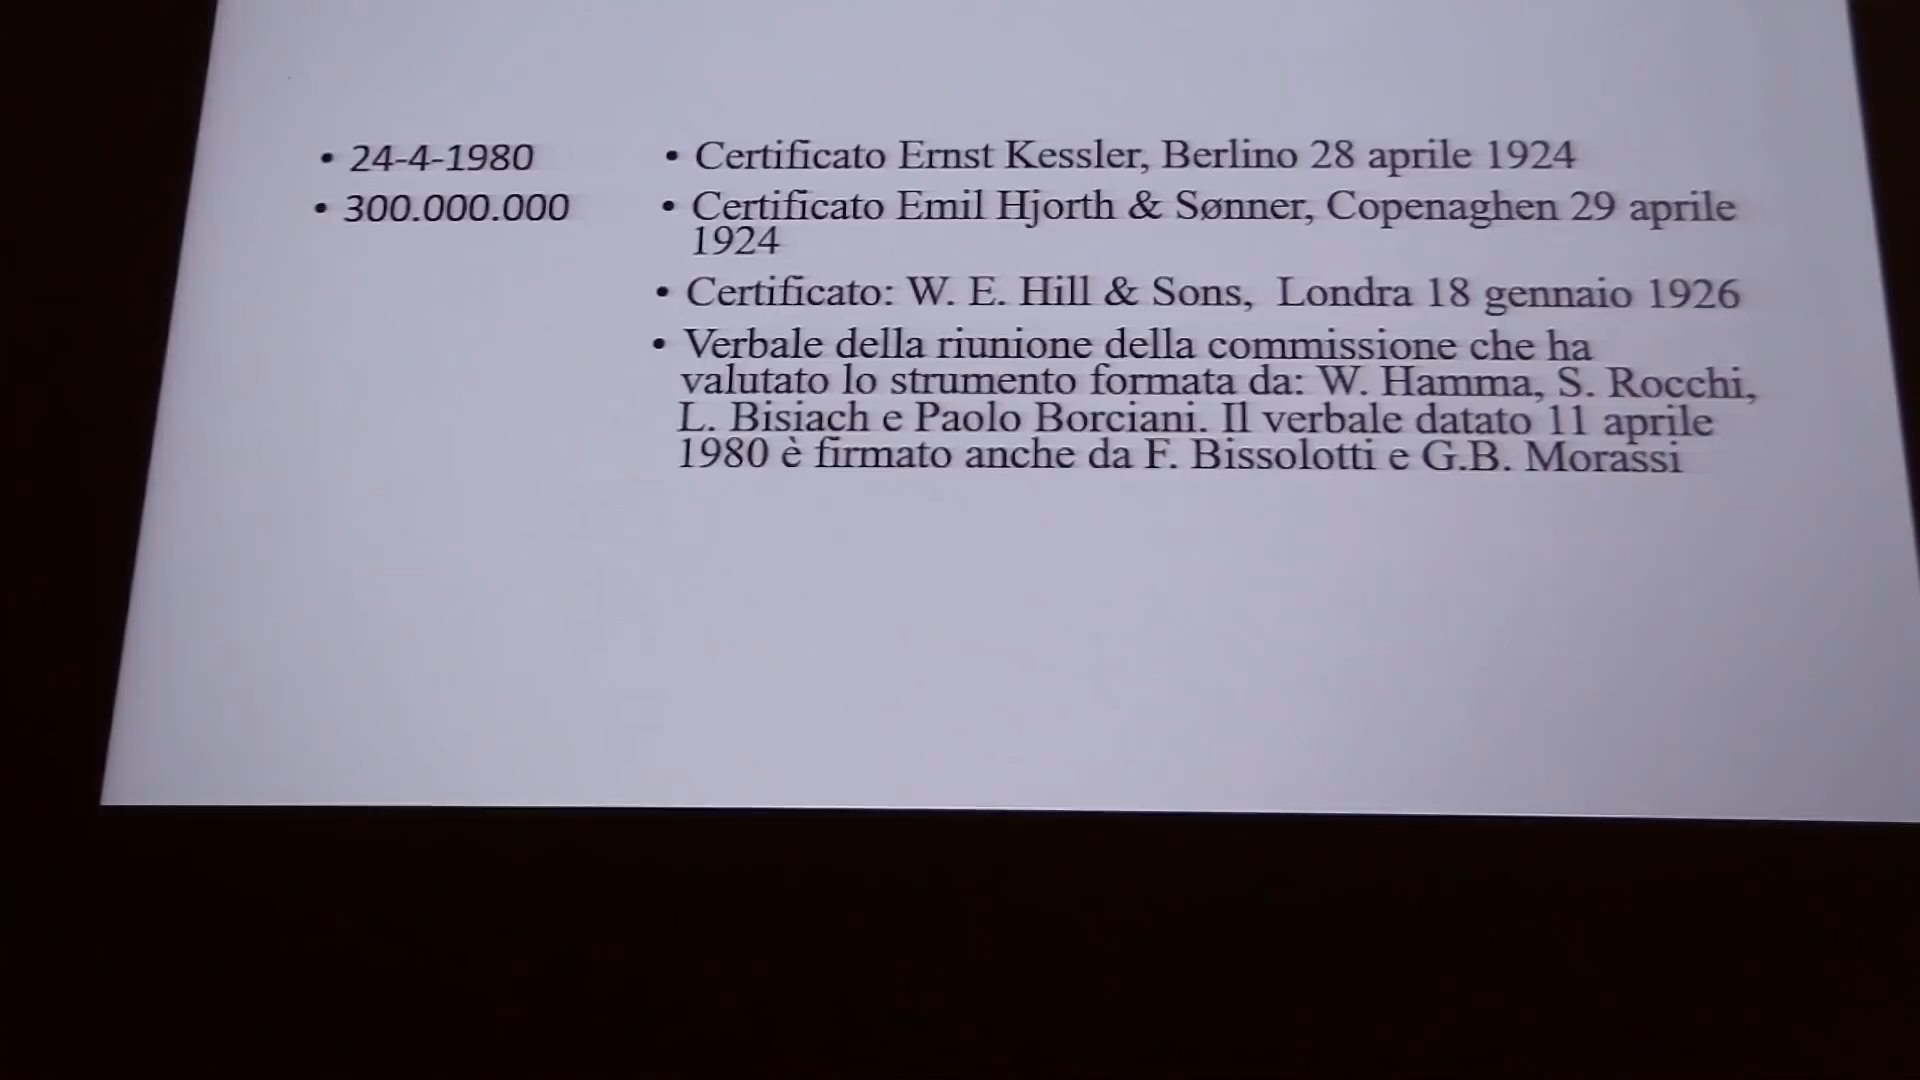 • 24-4-1980
• 300.000.000
• Certificato Ernst Kessler, Berlino 28 aprile 1924
• Certificato Emil Hjorth & Sønner, Copenaghen 29 aprile
1924
• Certificato: W. E. Hill & Sons, Londra 18 gennaio 1926
• Verbale della riunione della commissione che ha
valutato lo strumento formata da: W. Hamma, S. Rocchi,
L. Bisiach e Paolo Borciani. Il verbale datato 11 aprile
1980 è firmato anche da F. Bissolotti e G.B. Morassi